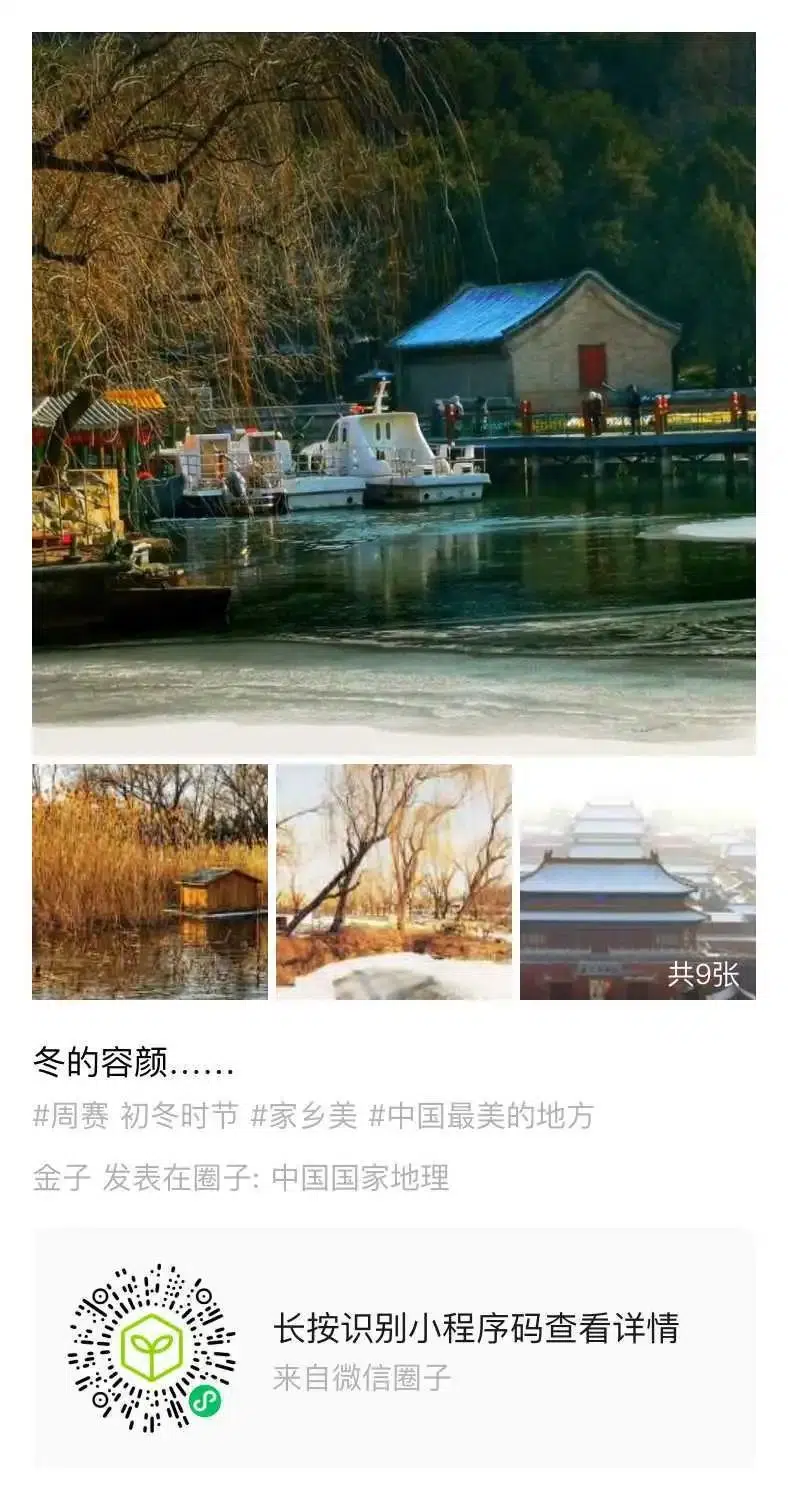 共9张
冬的容颜……
#周赛 初冬时节 #家乡美 #中国最美的地方
金子 发表在圈子: 中国国家地理
长按识别小程序码查看详情
来自微信圈子